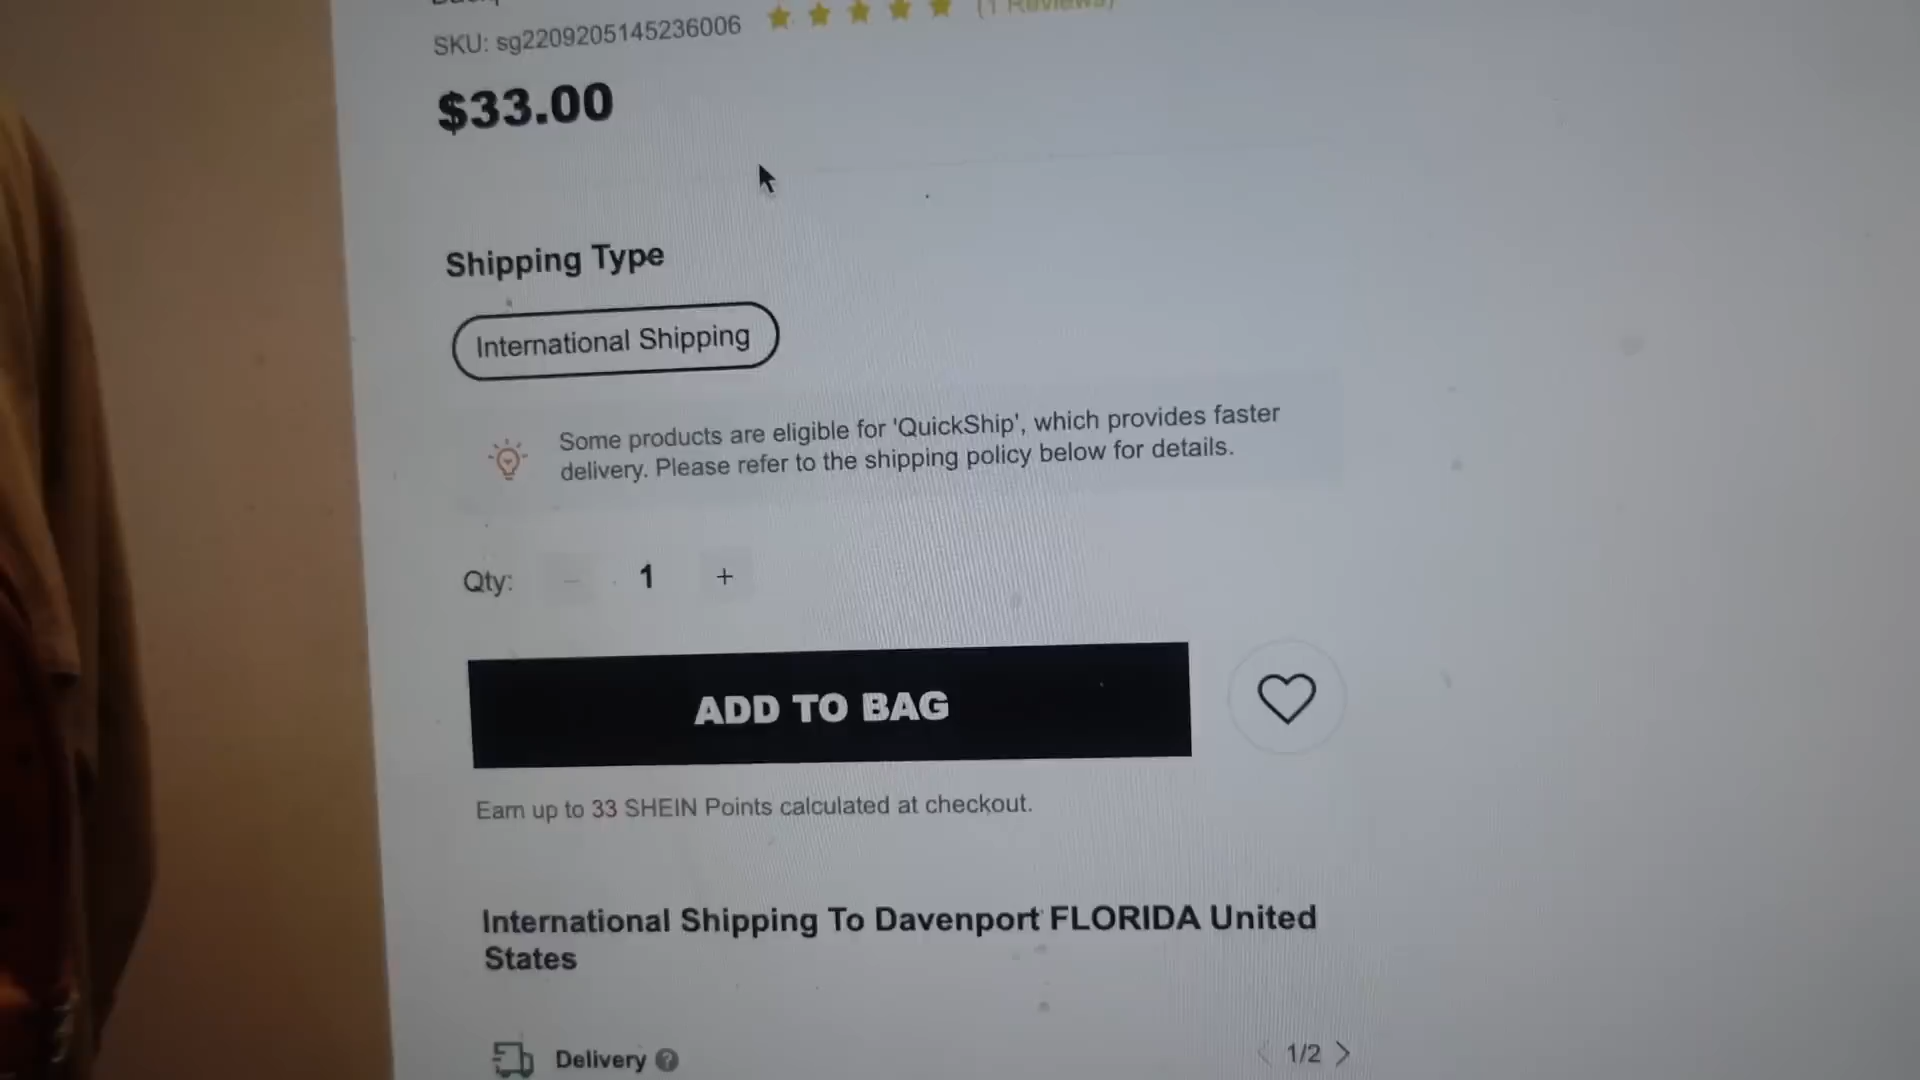 SKU: sg2209205145236006 (1 Reviews)
$33.00
Shipping Type
International Shipping
Some products are eligible for 'QuickShip', which provides faster
delivery. Please refer to the shipping policy below for details.
Qty: − 1 +
ADD TO BAG
Earn up to 33 SHEIN Points calculated at checkout.
International Shipping To Davenport FLORIDA United
States
Delivery ? < 1/2 >